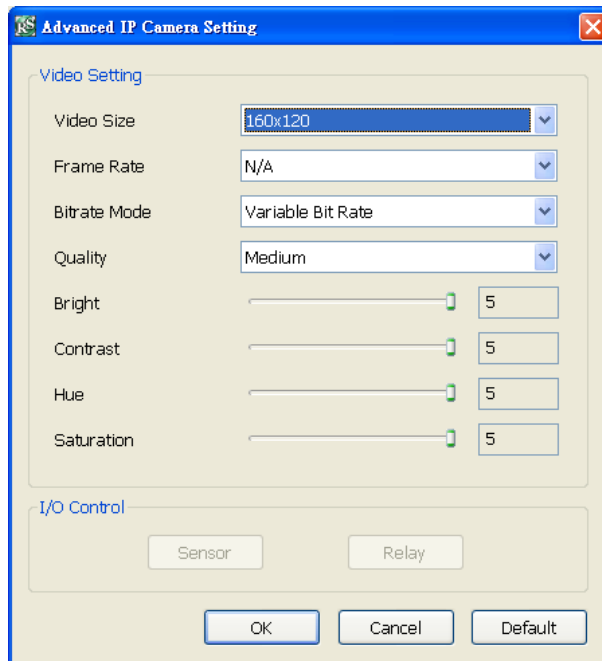 RS Advanced IP Camera Setting
Video Setting
Video Size 160x120
Frame Rate N/A
Bitrate Mode Variable Bit Rate
Quality Medium
Bright 5
Contrast 5
Hue 5
Saturation 5
I/O Control
Sensor Relay
OK Cancel Default